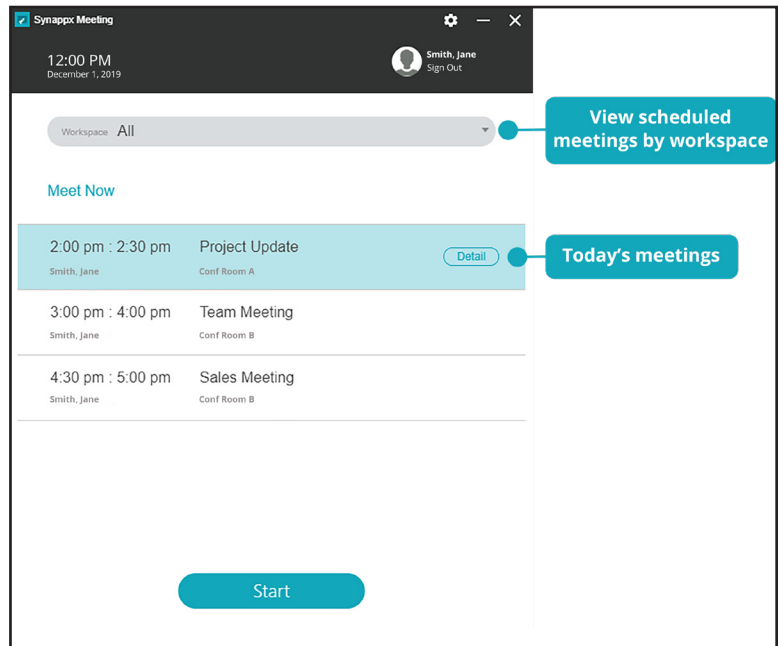 Synappx Meeting
12:00 PM
December 1, 2019
Smith, Jane
Sign Out
Workspace All
View scheduled
meetings by workspace
Meet Now
2:00 pm : 2:30 pm Project Update
Smith, Jane Conf Room A
Detail
Today's meetings
3:00 pm : 4:00 pm Team Meeting
Smith, Jane Conf Room B
4:30 pm : 5:00 pm Sales Meeting
Smith, Jane Conf Room B
Start